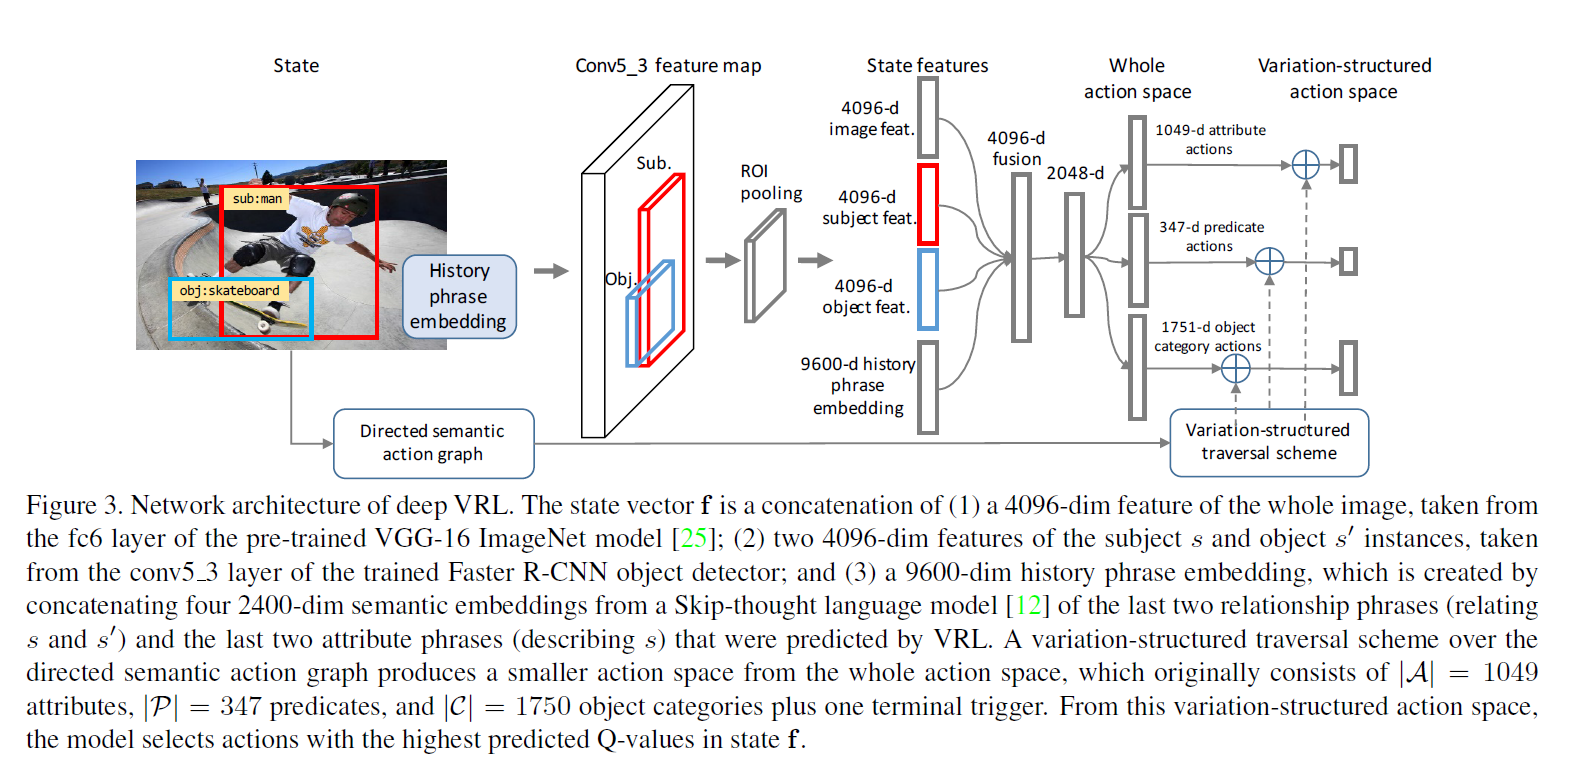 State
Conv5_3 feature map
State features
Whole
action space
Variation-structured
action space
4096-d
image feat.
4096-d
fusion
1049-d attribute
actions
Sub.
ROI
pooling
2048-d
sub:man
4096-d
subject feat.
347-d predicate
actions
History
phrase
embedding
Obj.
obj:skateboard
4096-d
object feat.
1751-d object
category actions
9600-d history
phrase
embedding
Directed semantic
action graph
Variation-structured
traversal scheme
Figure 3. Network architecture of deep VRL. The state vector f is a concatenation of (1) a 4096-dim feature of the whole image, taken from
the fc6 layer of the pre-trained VGG-16 ImageNet model [25]; (2) two 4096-dim features of the subject s and object s′ instances, taken
from the conv5_3 layer of the trained Faster R-CNN object detector; and (3) a 9600-dim history phrase embedding, which is created by
concatenating four 2400-dim semantic embeddings from a Skip-thought language model [12] of the last two relationship phrases (relating
s and s′) and the last two attribute phrases (describing s) that were predicted by VRL. A variation-structured traversal scheme over the
directed semantic action graph produces a smaller action space from the whole action space, which originally consists of |𝒜| = 1049
attributes, |𝒫| = 347 predicates, and |𝒞| = 1750 object categories plus one terminal trigger. From this variation-structured action space,
the model selects actions with the highest predicted Q-values in state f.